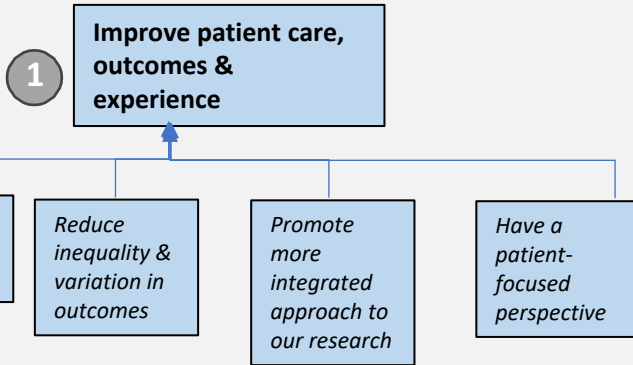 1
Improve patient care,
outcomes &
experience
Reduce
inequality &
variation in
outcomes
Promote
more
integrated
approach to
our research
Have a
patient-
focused
perspective